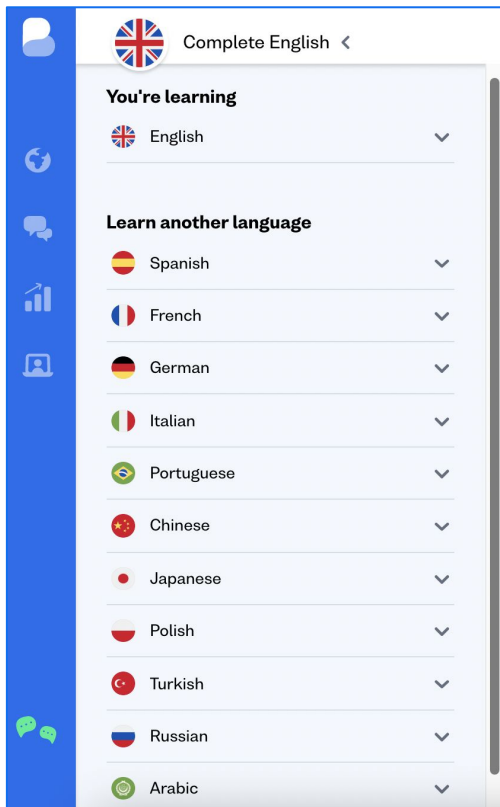 Complete English
You're learning
English
Learn another language
Spanish
French
German
Italian
Portuguese
Chinese
Japanese
Polish
Turkish
Russian
Arabic